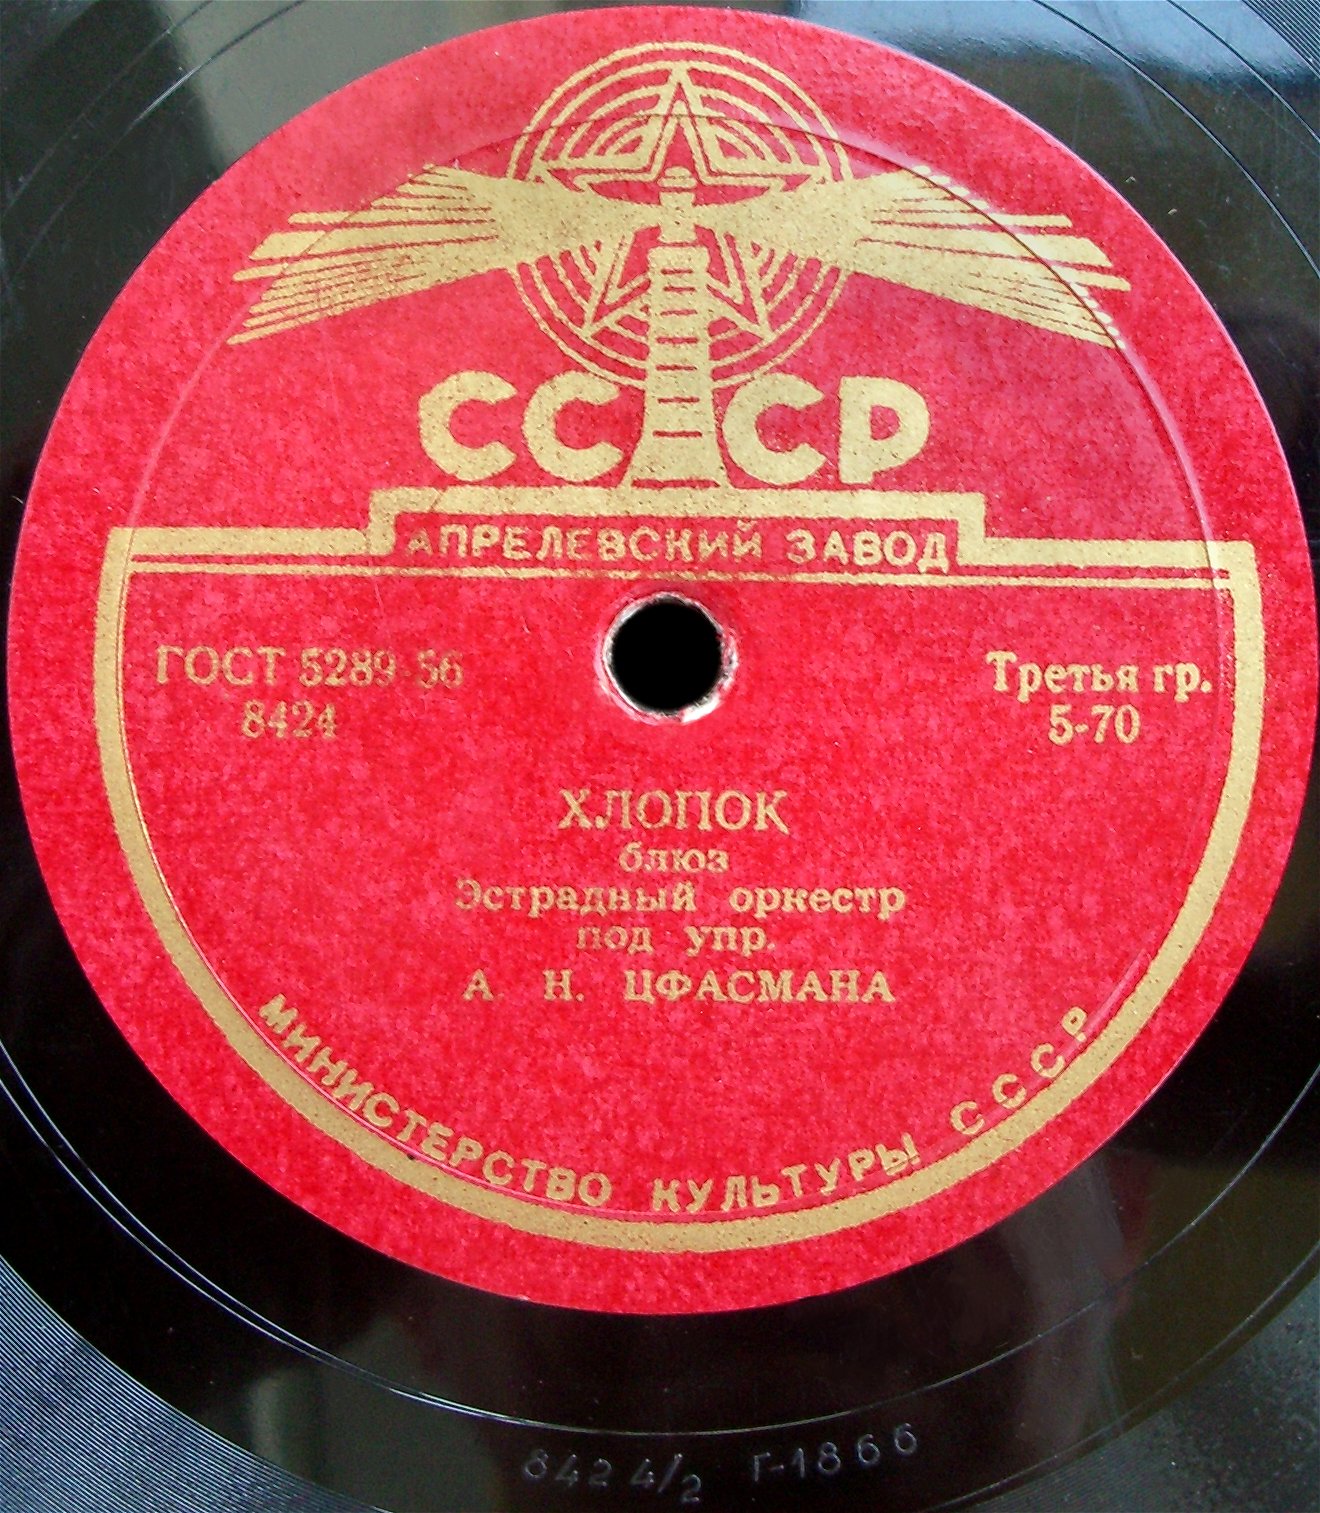 СССР
АПРЕЛЕВСКИЙ ЗАВОД
ГОСТ 5289-56
8424
Третья гр.
5-70
ХЛОПОК
блюз
Эстрадный оркестр
под упр.
А. Н. ЦФАСМАНА
МИНИСТЕРСТВО КУЛЬТУРЫ СССР
8424/2 Г-1866